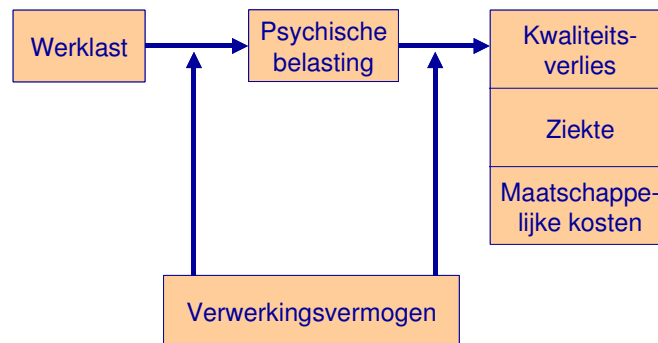 Werklast
Psychische
belasting
Kwaliteits-
verlies
Ziekte
Maatschappe-
lijke kosten
Verwerkingsvermogen